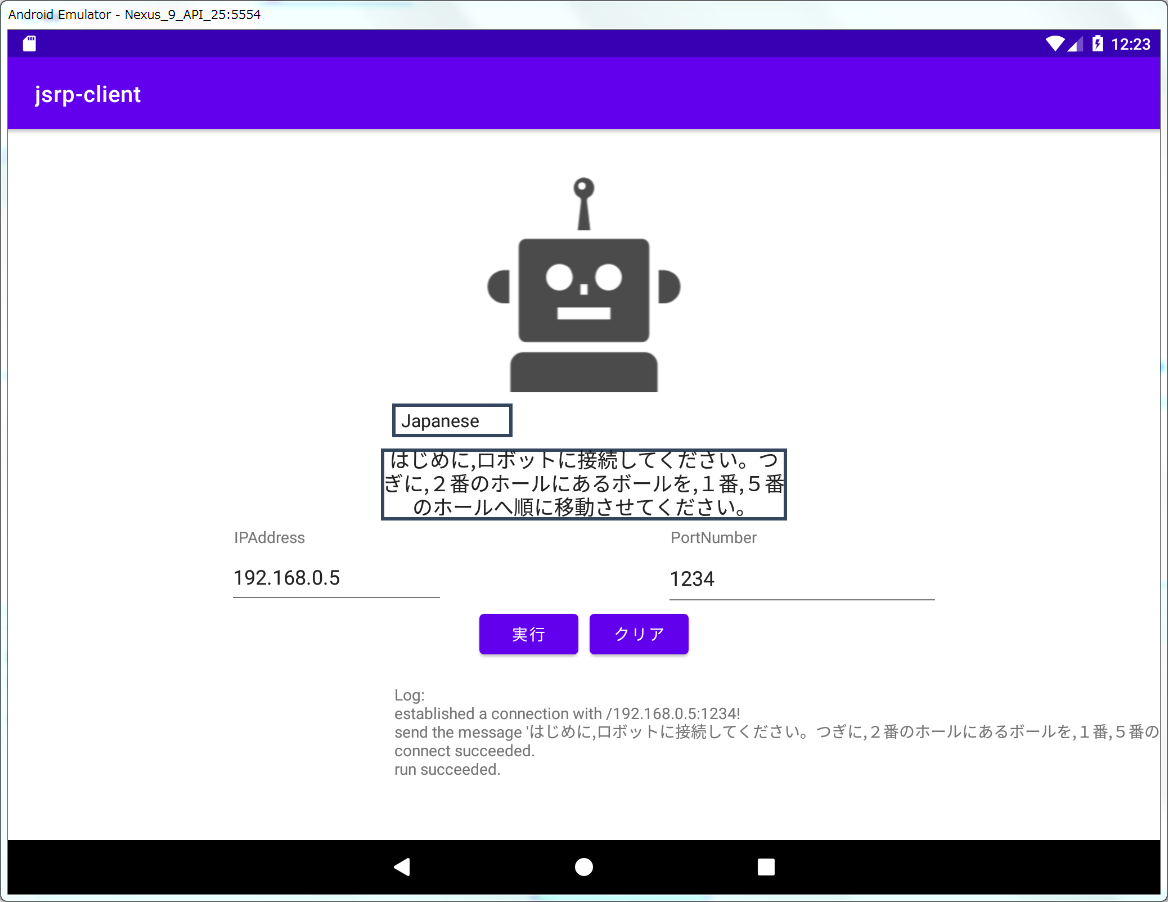 Android Emulator - Nexus_9_API_25:5554
12:23
jsrp-client
Japanese
はじめに,ロボットに接続してください。つ
ぎに,２番のホールにあるボールを,１番,５番
のホールへ順に移動させてください。
IPAddress
PortNumber
192.168.0.5
1234
実行
クリア
Log:
established a connection with /192.168.0.5:1234!
send the message 'はじめに,ロボットに接続してください。つぎに,２番のホールにあるボールを,１番,５番の
connect succeeded.
run succeeded.